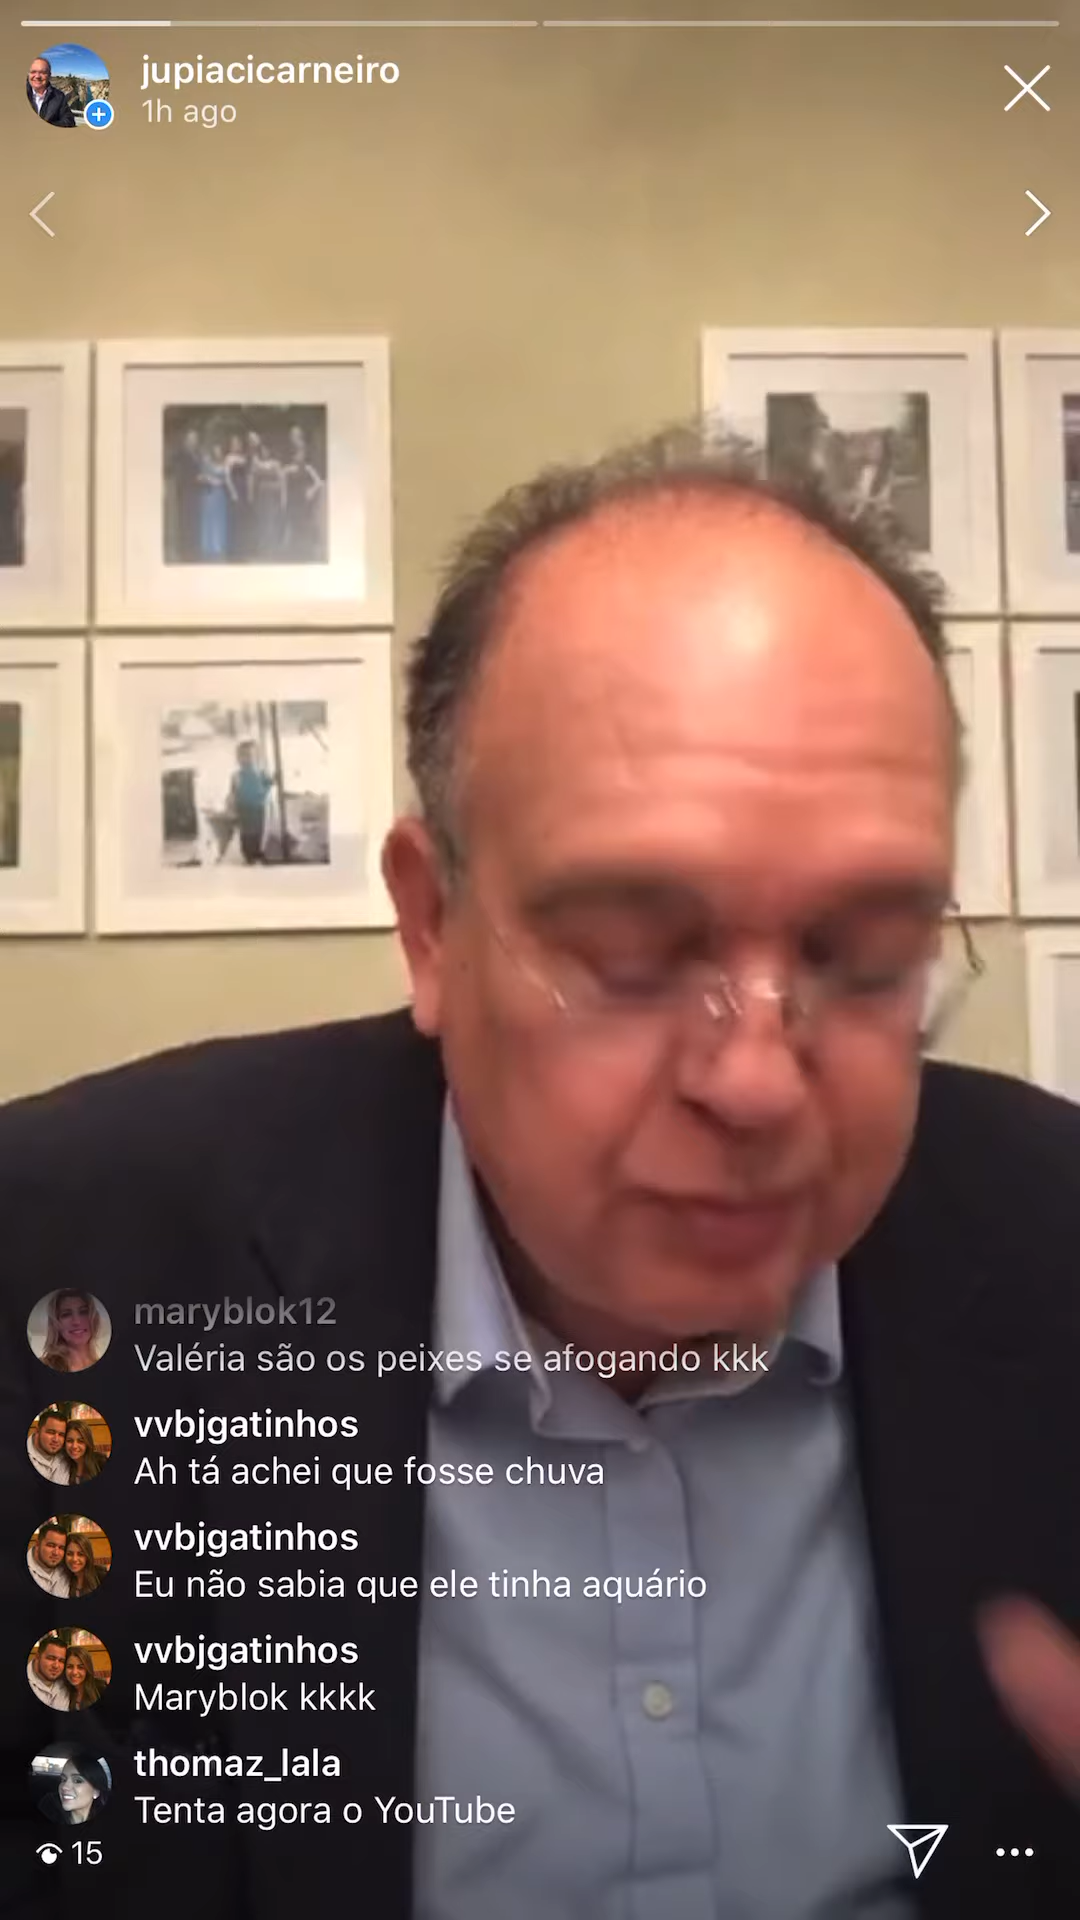 jupiacicarneiro
1h ago
maryblok12
Valéria são os peixes se afogando kkk
vvbjgatinhos
Ah tá achei que fosse chuva
vvbjgatinhos
Eu não sabia que ele tinha aquário
vvbjgatinhos
Maryblok kkkk
thomaz_lala
Tenta agora o YouTube
15